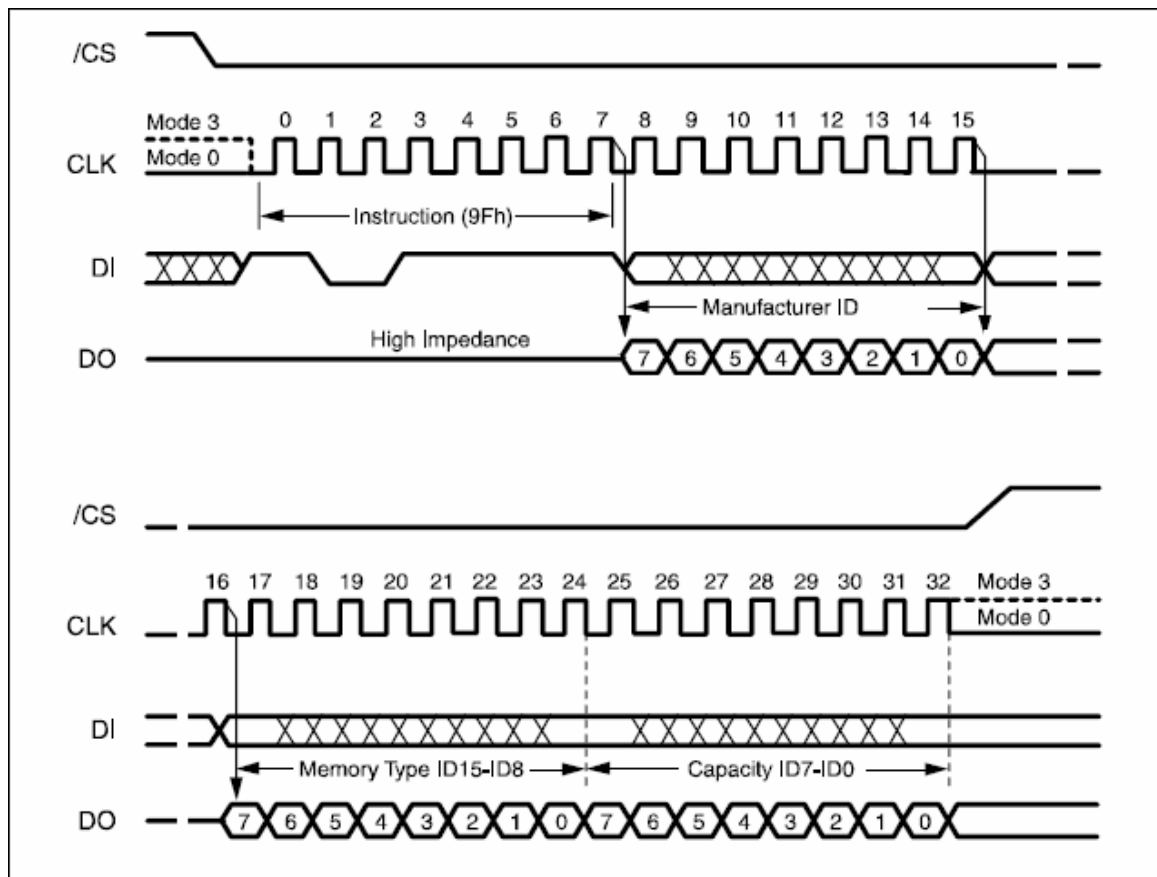 /CS
Mode 3 0 1 2 3 4 5 6 7 8 9 10 11 12 13 14 15
CLK Mode 0
Instruction (9Fh)
DI
Manufacturer ID
High Impedance
DO 7 6 5 4 3 2 1 0
/CS
16 17 18 19 20 21 22 23 24 25 26 27 28 29 30 31 32 Mode 3
CLK Mode 0
DI
Memory Type ID15-ID8 Capacity ID7-ID0
DO 7 6 5 4 3 2 1 0 7 6 5 4 3 2 1 0